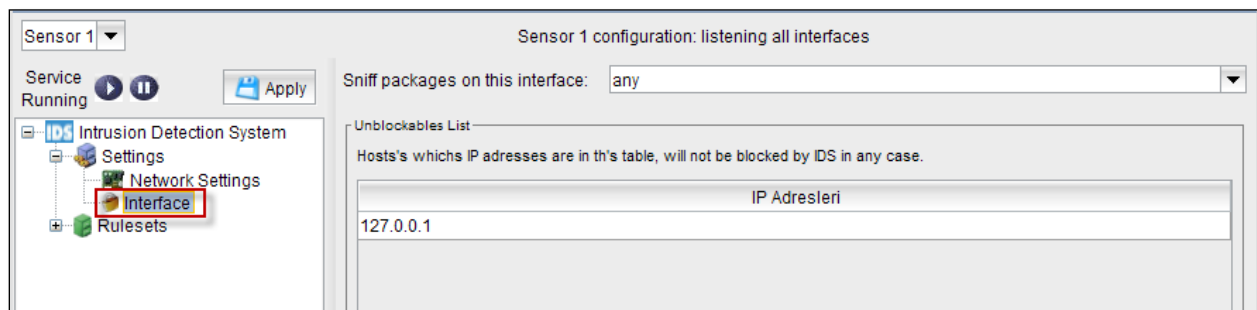 Sensor 1
Sensor 1 configuration: listening all interfaces
Service
Running
Apply
Sniff packages on this interface:
any
IDS Intrusion Detection System
Settings
Network Settings
Interface
Rulesets
Unblockables List
Hosts's whichs IP adresses are in th's table, will not be blocked by IDS in any case.
IP Adresleri
127.0.0.1